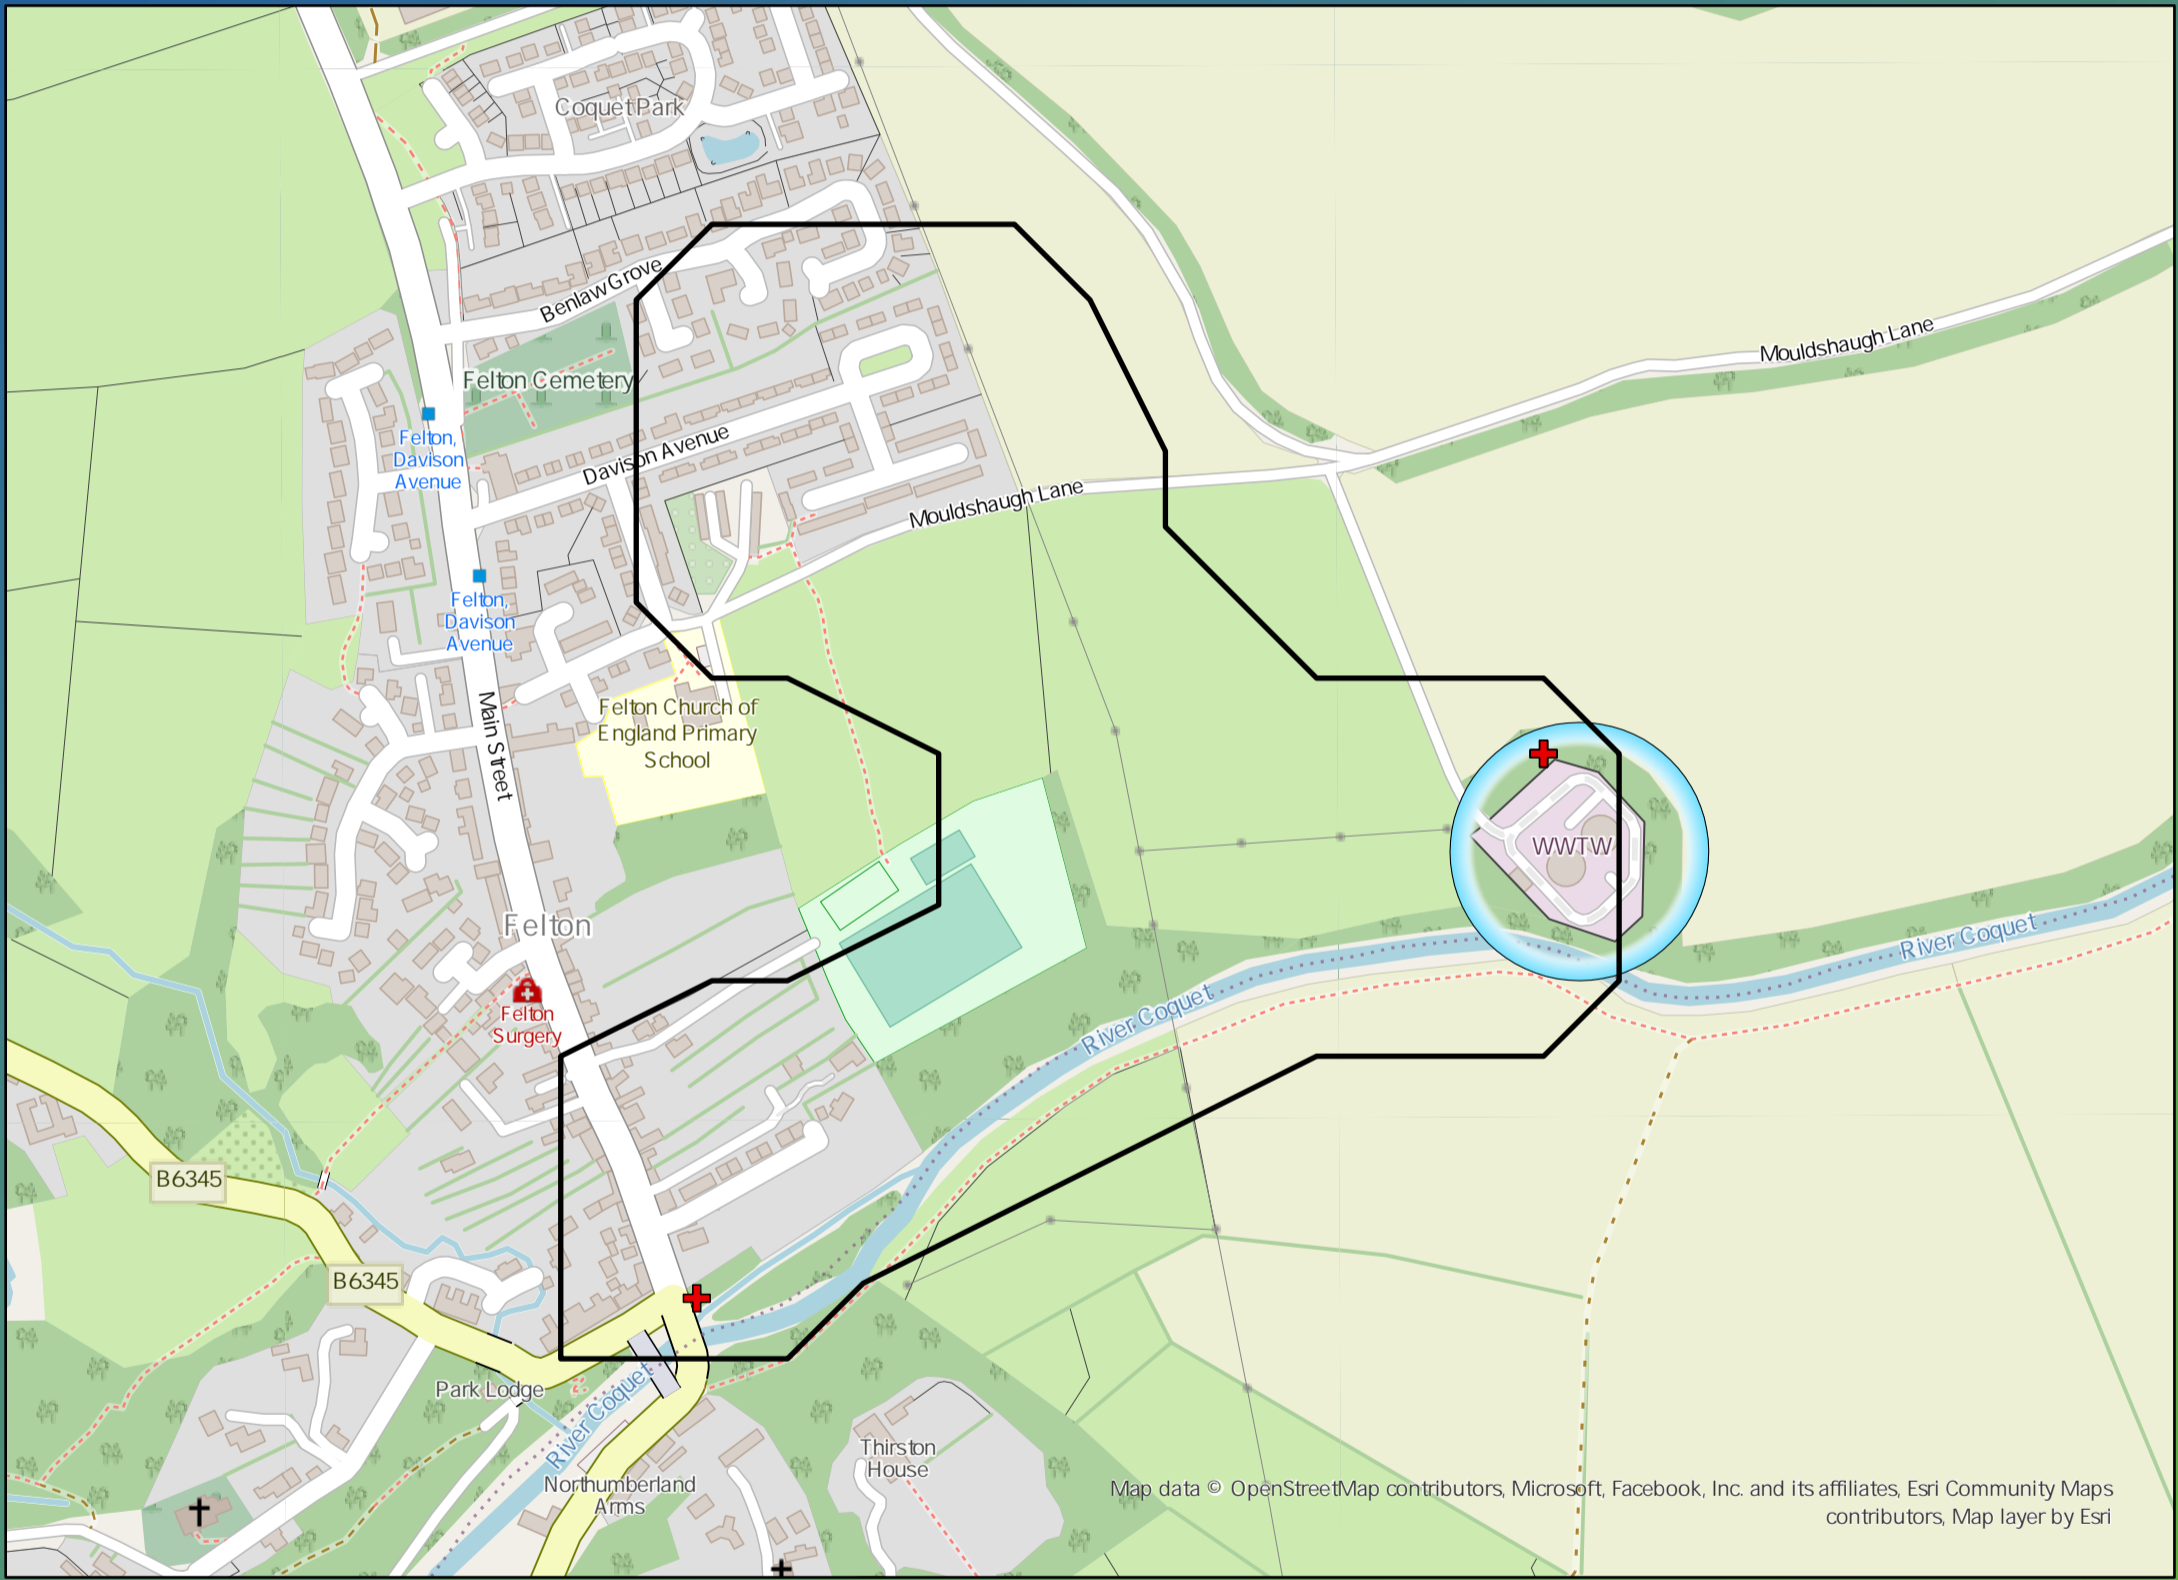 Coquet Park
Benlaw Grove
Mouldshaugh Lane
Felton Cemetery
Felton,
Davison
Avenue
Davison Avenue
Mouldshaugh Lane
Felton,
Davison
Avenue
Main Street
Felton Church of
England Primary
School
WWTW
Felton
River Coquet
Felton
Surgery
River Coquet
B6345
B6345
Park Lodge
River Coquet
Thirston
House
Northumberland
Arms
Map data © OpenStreetMap contributors, Microsoft, Facebook, Inc. and its affiliates, Esri Community Maps
contributors, Map layer by Esri